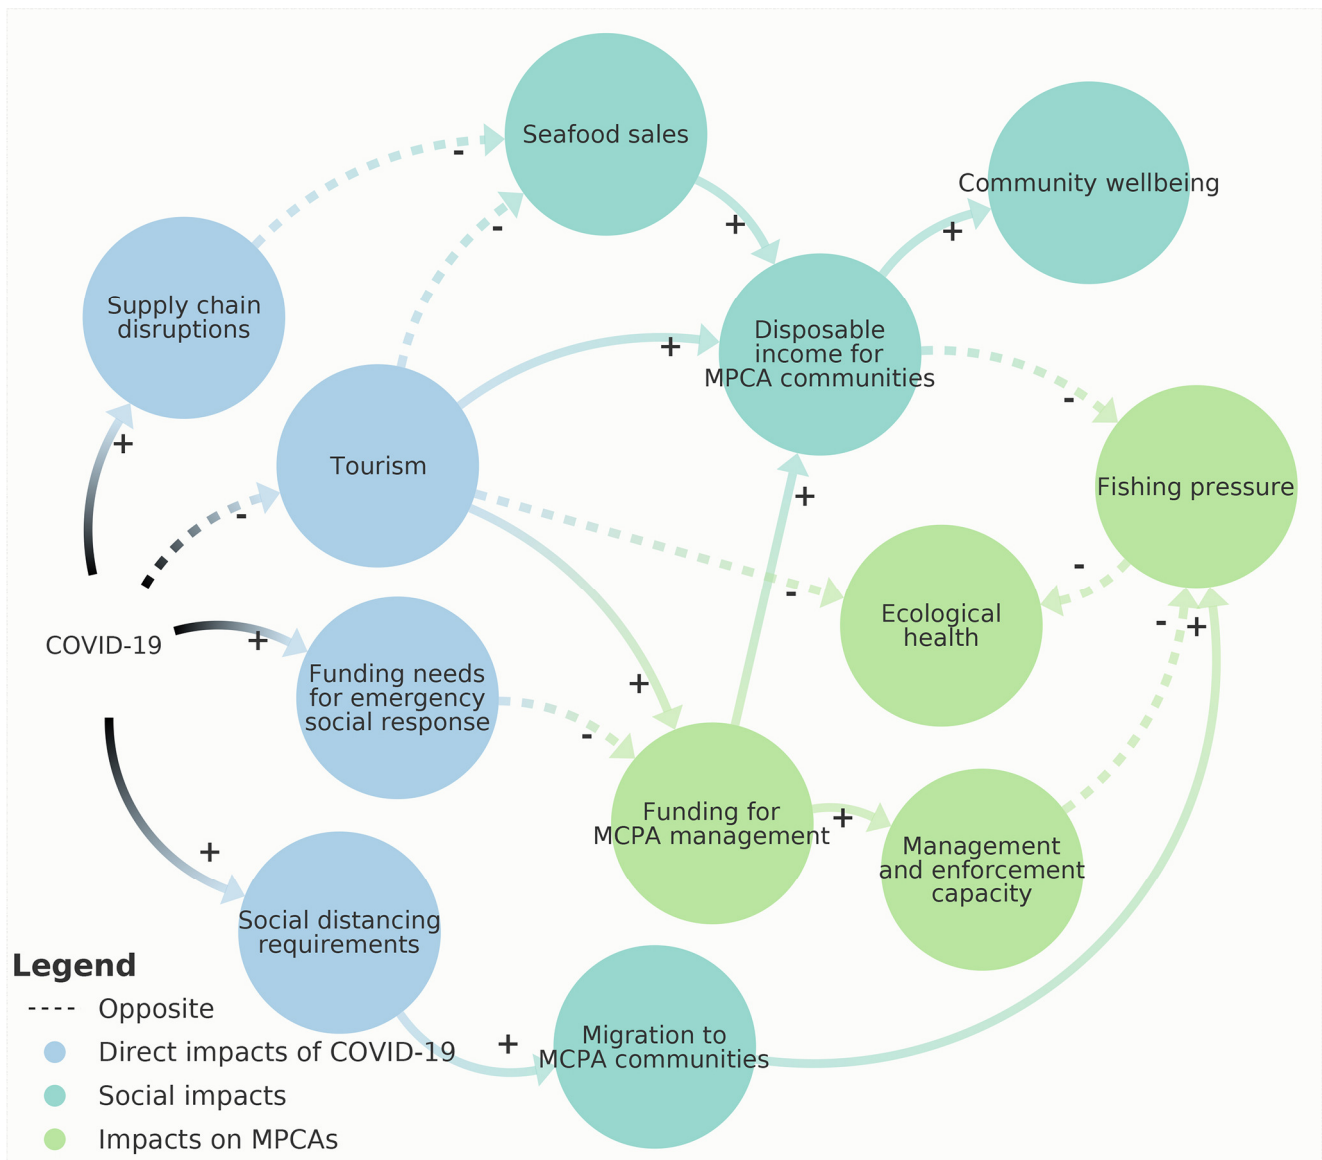 Seafood sales
Community wellbeing
-
-
+
+
Supply chain
disruptions
Disposable
income for
MPCA communities
+
-
+
Tourism
-
Fishing pressure
+
-
-
Ecological
health
COVID-19
+
-
+
Funding needs
for emergency
social response
+
-
Funding for
MCPA management
+
Management
and enforcement
capacity
+
Social distancing
requirements
+
Migration to
MCPA communities
Legend
Opposite
Direct impacts of COVID-19
Social impacts
Impacts on MPCAs